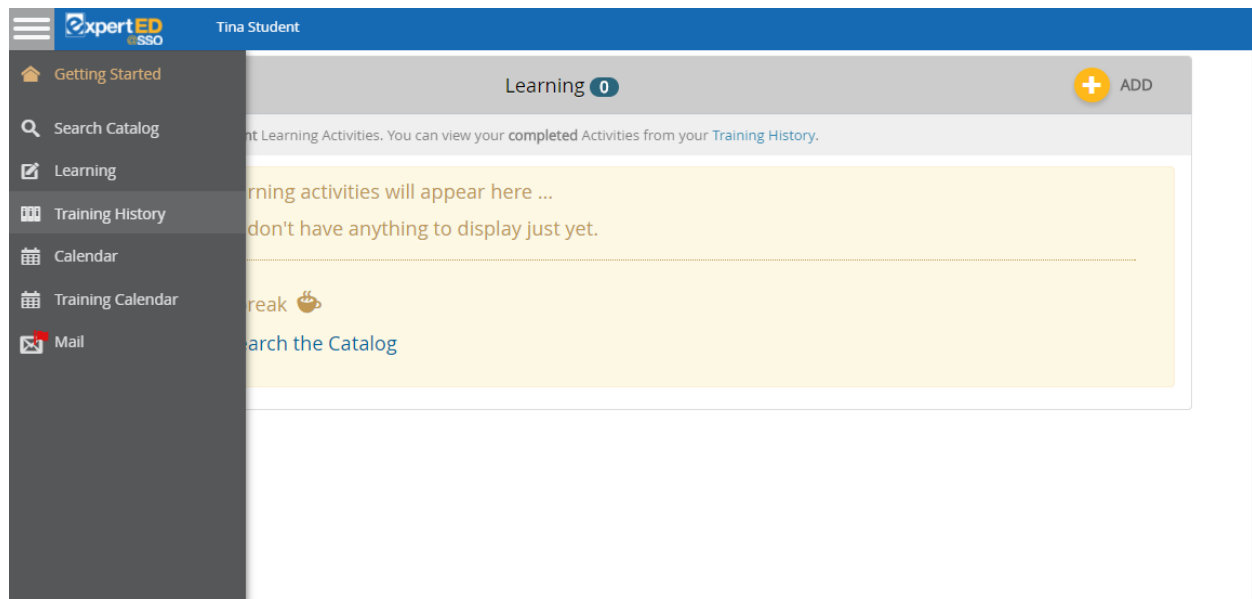 expertED
@SSO
Tina Student
Getting Started
Search Catalog
Learning
Training History
Calendar
Training Calendar
Mail
Learning 0
ADD
nt Learning Activities. You can view your completed Activities from your Training History.
rning activities will appear here ...
don't have anything to display just yet.
reak
earch the Catalog